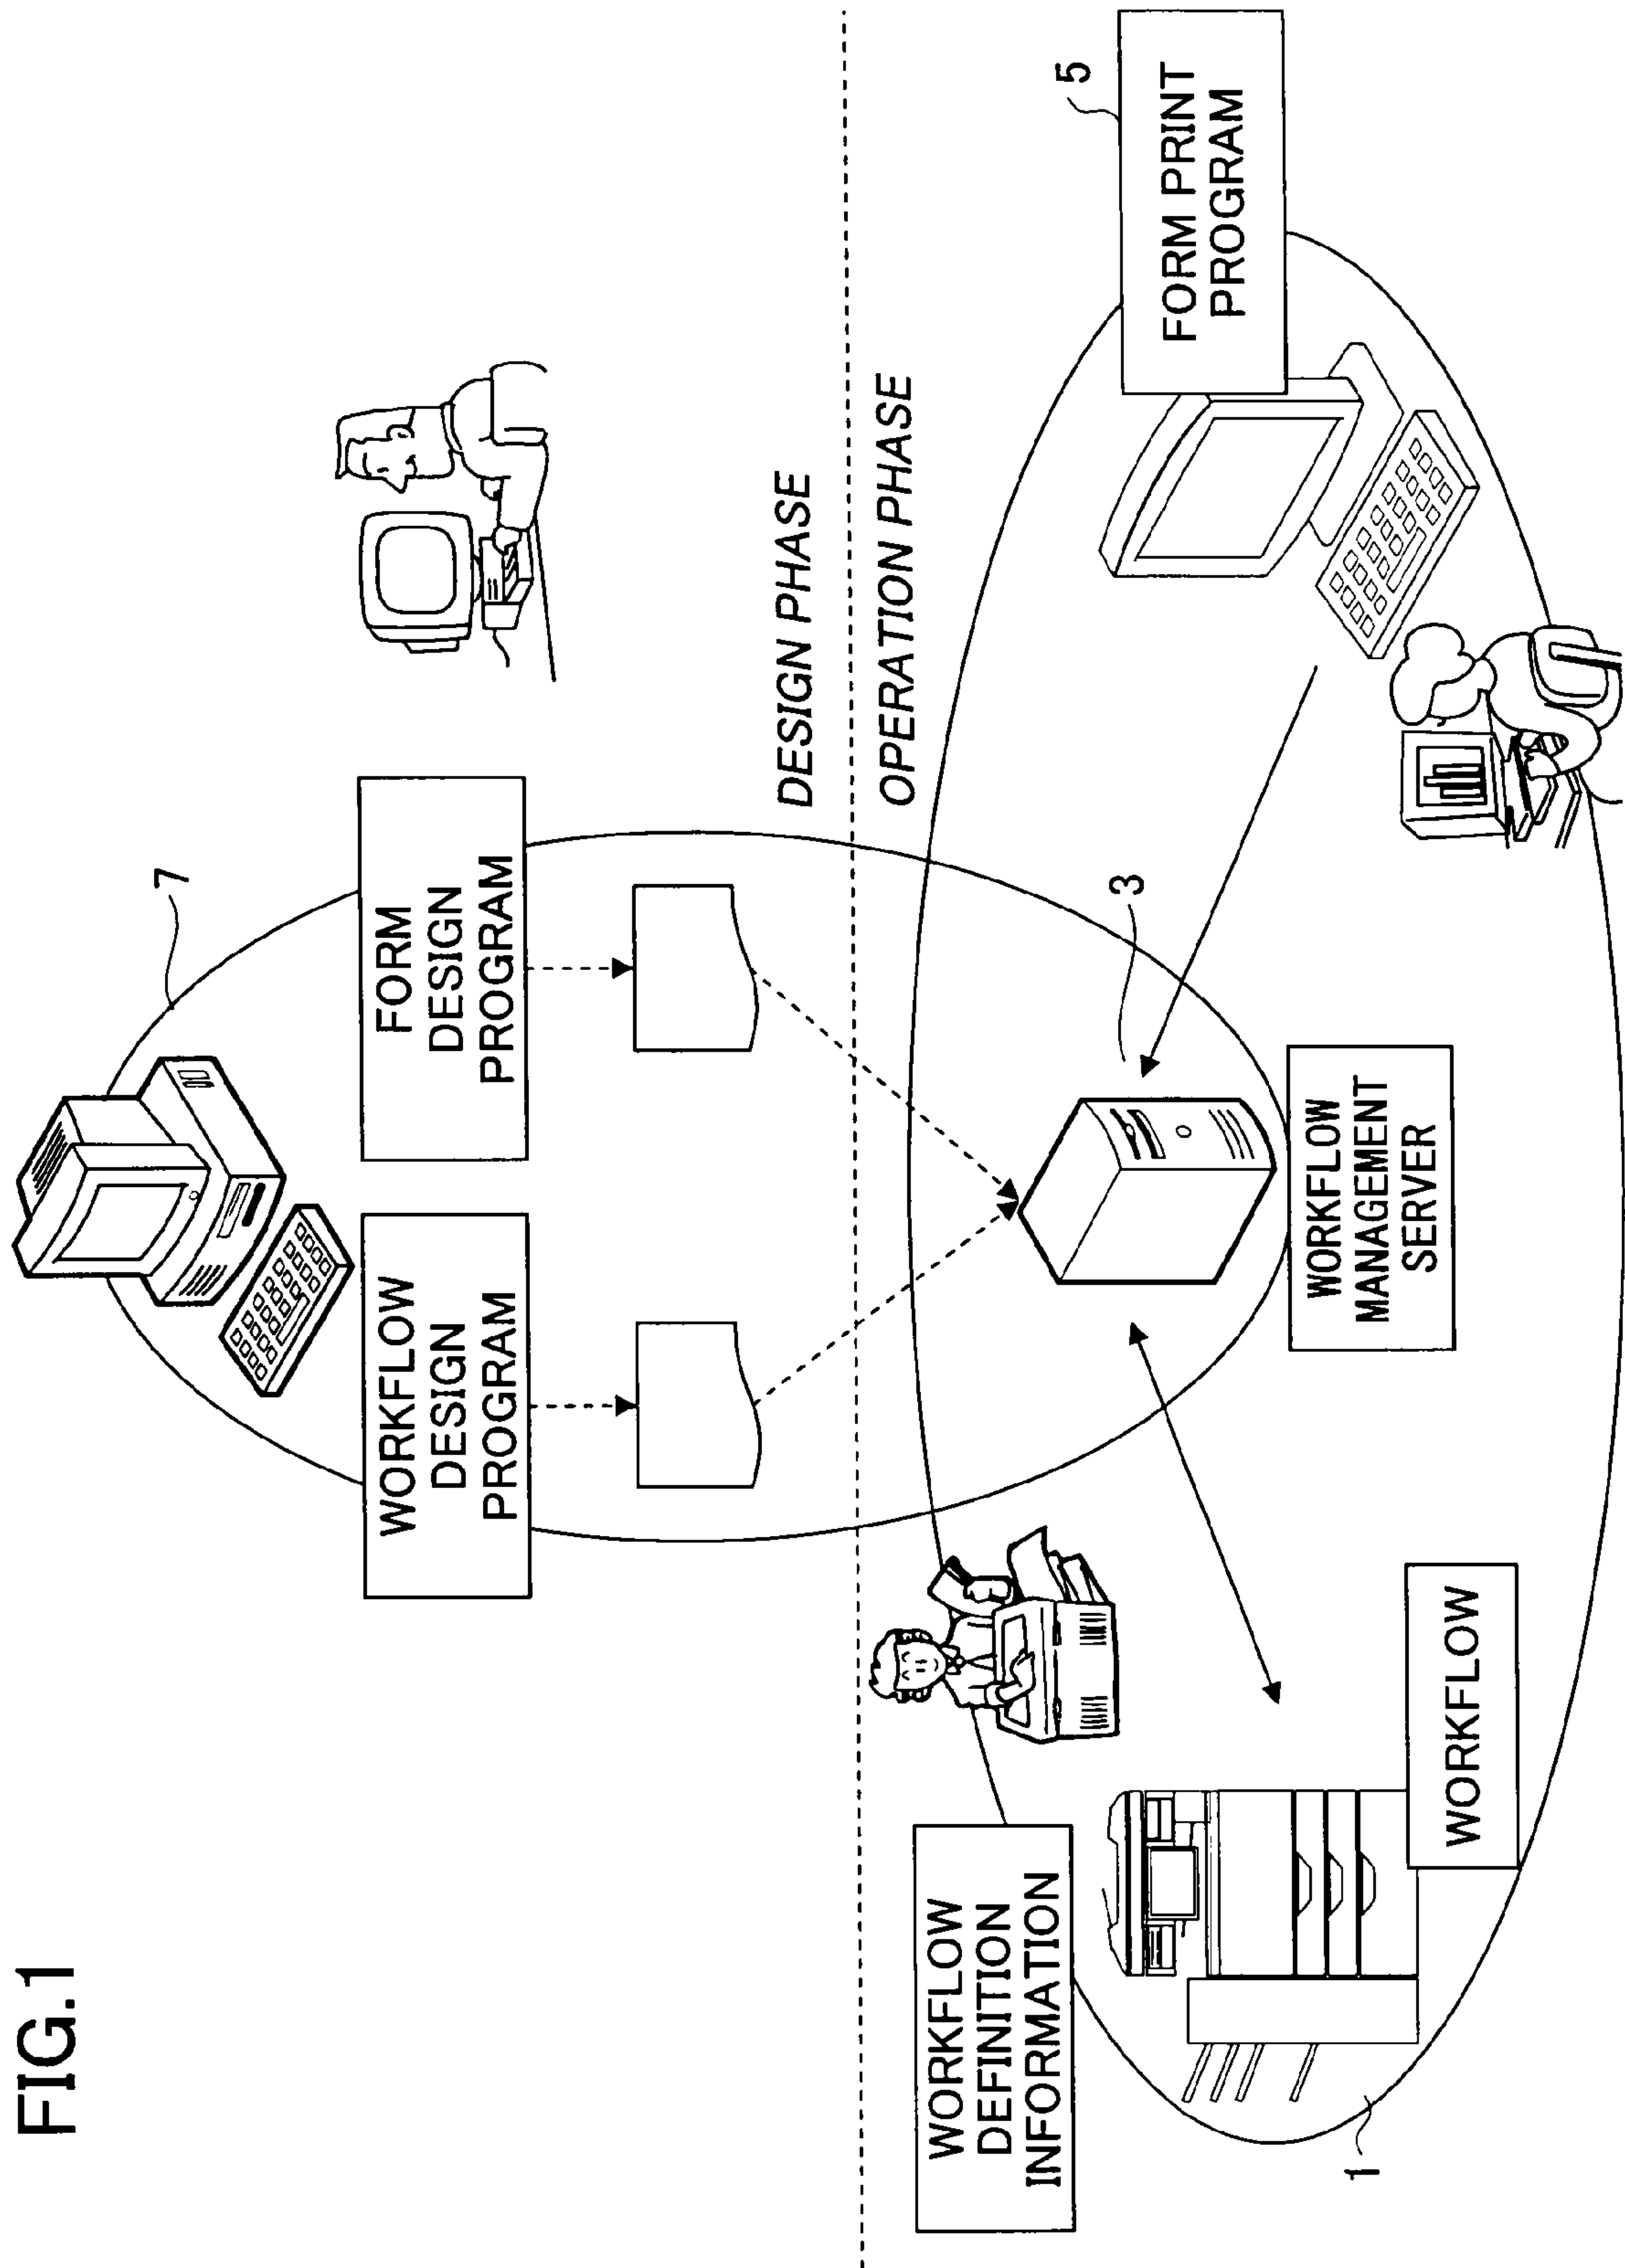 FIG.1
7
WORKFLOW
DESIGN
PROGRAM
FORM
DESIGN
PROGRAM
DESIGN PHASE
OPERATION PHASE
WORKFLOW
DEFINITION
INFORMATION
3
5
FORM PRINT
PROGRAM
WORKFLOW
MANAGEMENT
SERVER
WORKFLOW
1